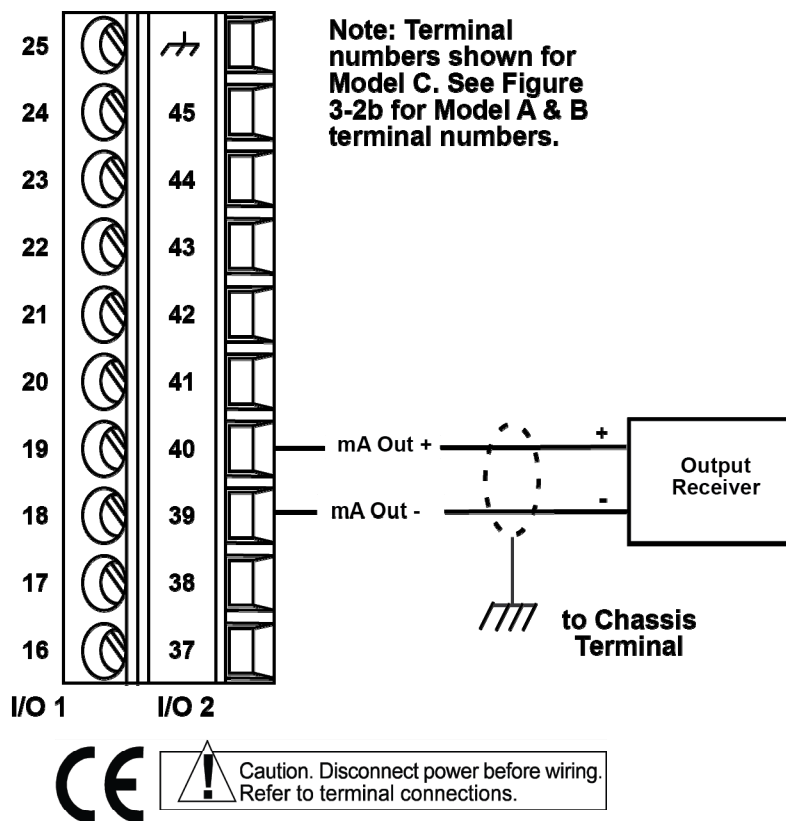 Note: Terminal
numbers shown for
Model C. See Figure
3-2b for Model A & B
terminal numbers.
25
24 45
23 44
22 43
21 42
20 41
19 40 mA Out + +
18 39 mA Out - -
Output
Receiver
17 38
16 37
to Chassis
Terminal
I/O 1 I/O 2
CE
! Caution. Disconnect power before wiring.
Refer to terminal connections.